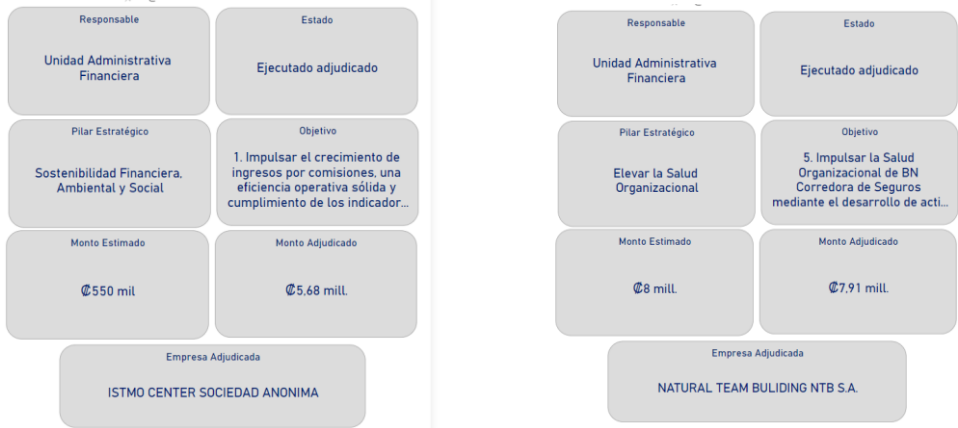 Responsable
Unidad Administrativa
Financiera
Estado
Ejecutado adjudicado
Pilar Estratégico
Sostenibilidad Financiera,
Ambiental y Social
Objetivo
1. Impulsar el crecimiento de
ingresos por comisiones, una
eficiencia operativa sólida y
cumplimiento de los indicador...
Monto Estimado
₡550 mil
Monto Adjudicado
₡5,68 mill.
Empresa Adjudicada
ISTMO CENTER SOCIEDAD ANONIMA
Responsable
Unidad Administrativa
Financiera
Estado
Ejecutado adjudicado
Pilar Estratégico
Elevar la Salud
Organizacional
Objetivo
5. Impulsar la Salud
Organizacional de BN
Corredora de Seguros
mediante el desarrollo de acti...
Monto Estimado
₡8 mill.
Monto Adjudicado
₡7,91 mill.
Empresa Adjudicada
NATURAL TEAM BULIDING NTB S.A.